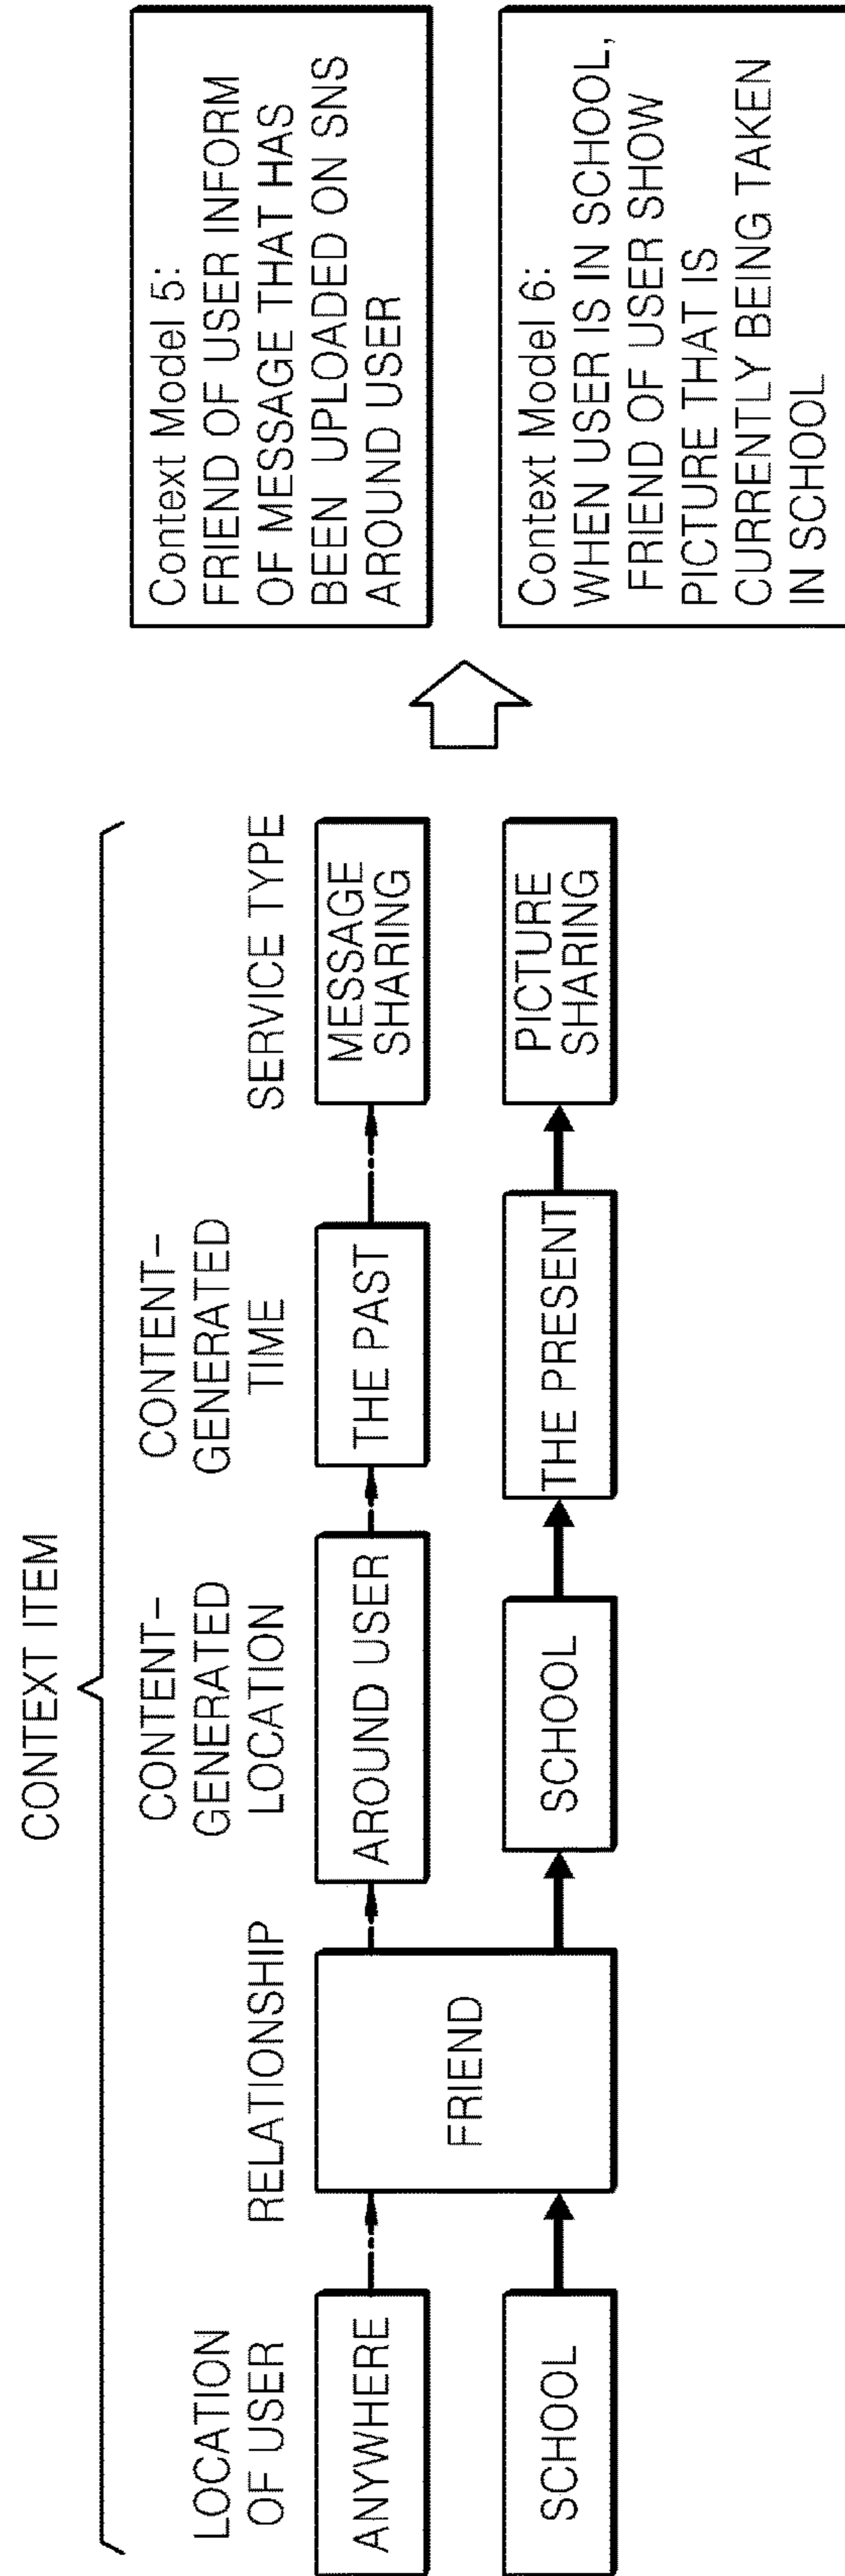 CONTEXT ITEM
LOCATION
OF USER
RELATIONSHIP
CONTENT-
GENERATED
LOCATION
CONTENT-
GENERATED
TIME
SERVICE TYPE
ANYWHERE
FRIEND
AROUND USER
THE PAST
MESSAGE
SHARING
SCHOOL
SCHOOL
THE PRESENT
PICTURE
SHARING
Context Model 5:
FRIEND OF USER INFORM
OF MESSAGE THAT HAS
BEEN UPLOADED ON SNS
AROUND USER
Context Model 6:
WHEN USER IS IN SCHOOL,
FRIEND OF USER SHOW
PICTURE THAT IS
CURRENTLY BEING TAKEN
IN SCHOOL